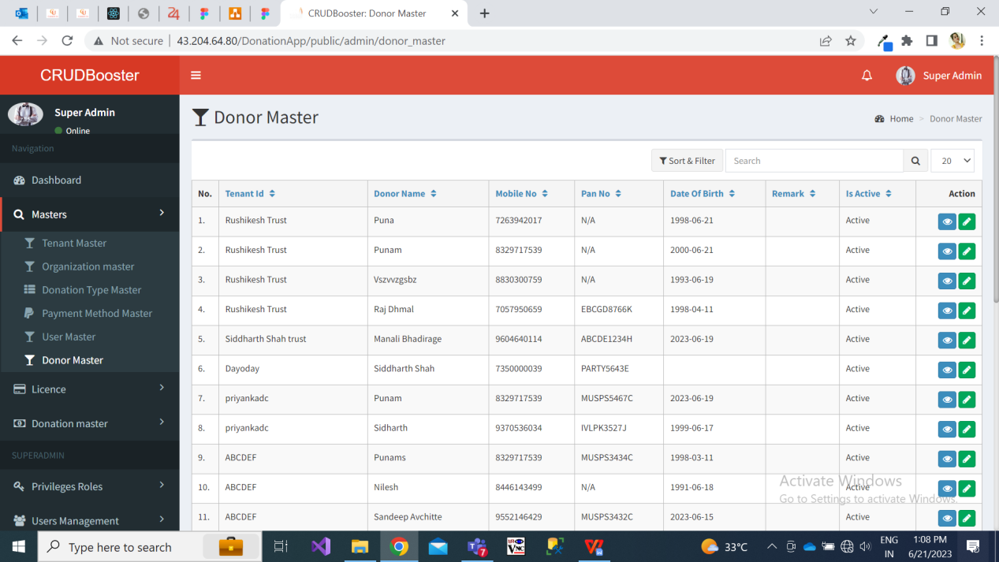 24
CRUDBooster: Donor Master
Not secure
43.204.64.80/DonationApp/public/admin/donor_master
CRUDBooster
Super Admin
Super Admin
Online
Donor Master
Home > Donor Master
Navigation
Dashboard
Masters
Tenant Master
Organization master
Donation Type Master
Payment Method Master
User Master
Donor Master
Licence
Donation master
SUPERADMIN
Privileges Roles
Users Management
Sort & Filter
Search
20
No. Tenant Id Donor Name Mobile No Pan No Date Of Birth Remark Is Active Action
1. Rushikesh Trust Puna 7263942017 N/A 1998-06-21 Active
2. Rushikesh Trust Punam 8329717539 N/A 2000-06-21 Active
3. Rushikesh Trust Vszvvzgsbz 8830300759 N/A 1993-06-19 Active
4. Rushikesh Trust Raj Dhmal 7057950659 EBCGD8766K 1998-04-11 Active
5. Siddharth Shah trust Manali Bhadirage 9604640114 ABCDE1234H 2023-06-19 Active
6. Dayoday Siddharth Shah 7350000039 PARTY5643E Active
7. priyankadc Punam 8329717539 MUSPS5467C 2023-06-19 Active
8. priyankadc Sidharth 9370536034 IVLPK3527J 1999-06-17 Active
9. ABCDEF Punams 8329717539 MUSPS3434C 1998-03-11 Active
10. ABCDEF Nilesh 8446143499 N/A 1991-06-18 Active
11. ABCDEF Sandeep Avchitte 9552146429 MUSPS3432C 2023-06-15 Active
Activate Windows
Go to Settings to activate Windows.
Type here to search
7
VNC
33°C
ENG
IN
1:08 PM
6/21/2023